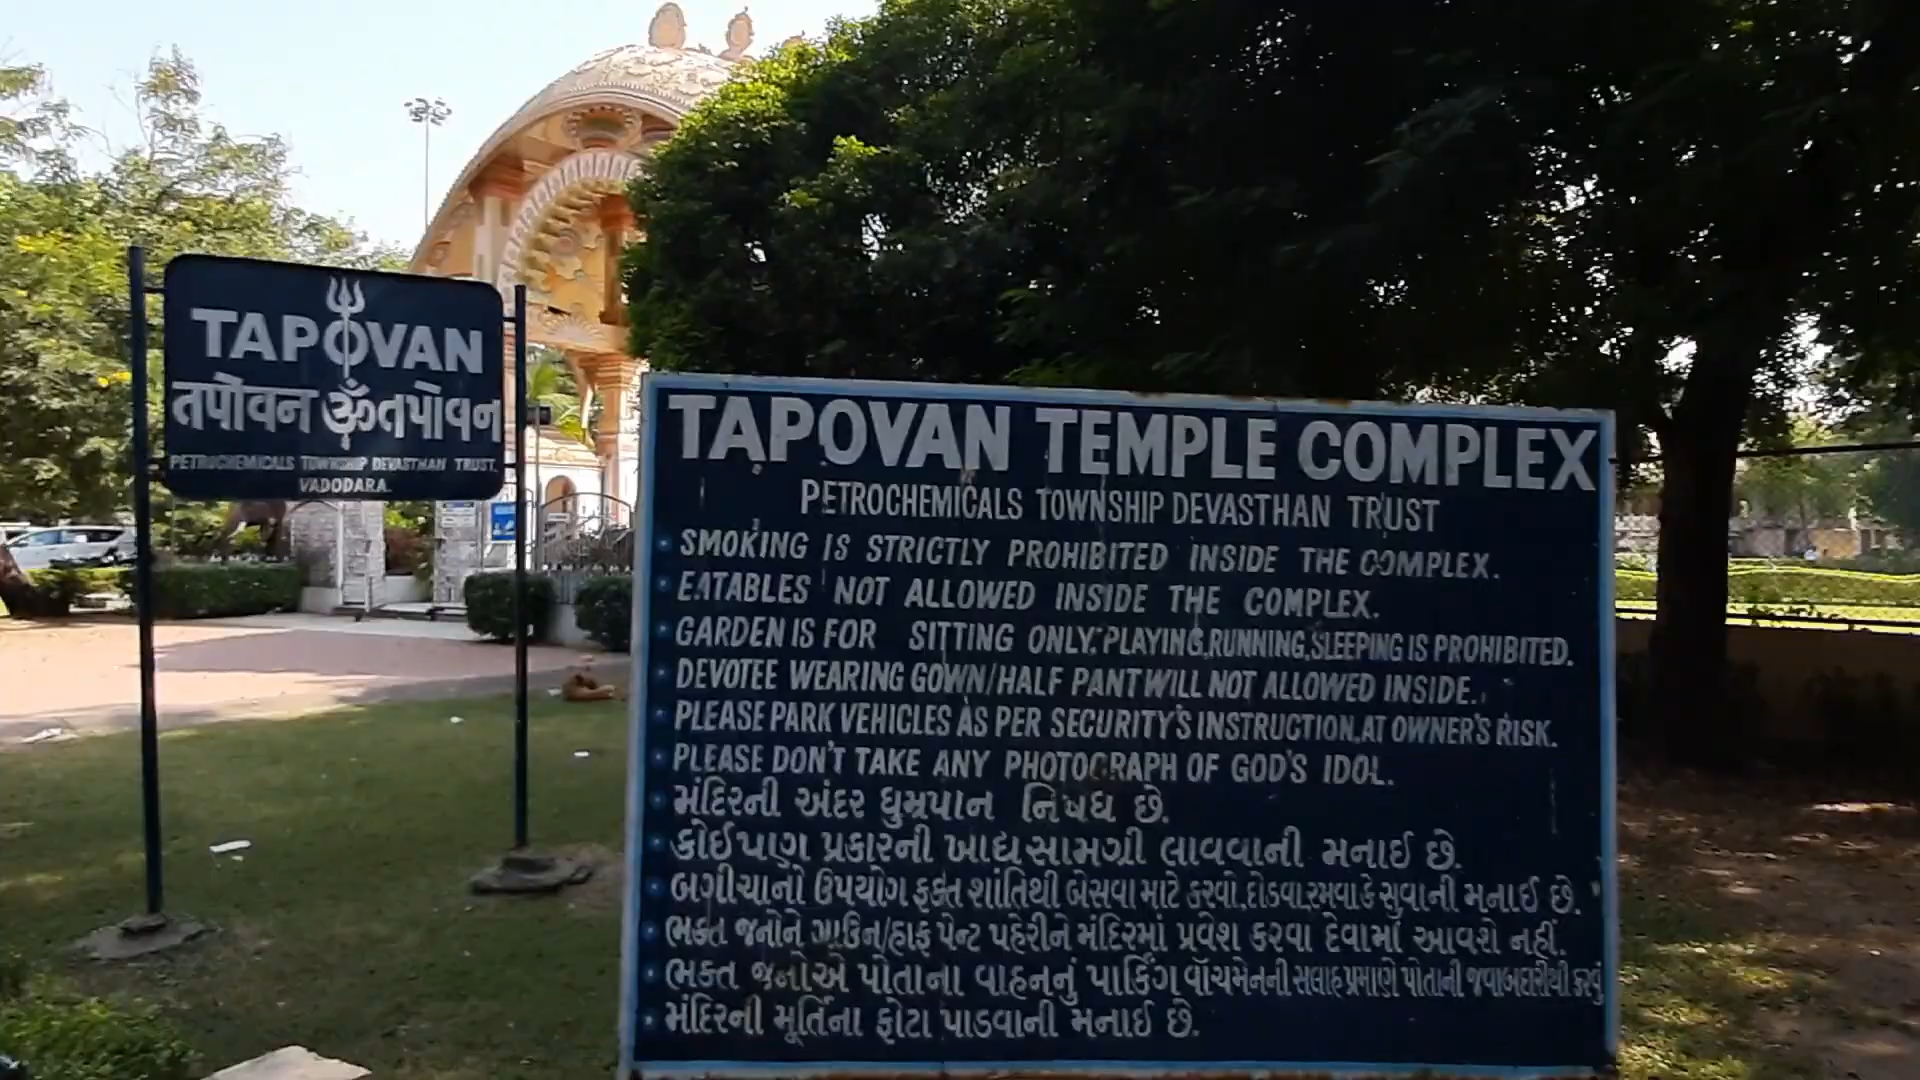 TAPOVAN
તપોવન ૐ तपोवन
PETROCHEMICALS TOWNSHIP DEVASTHAN TRUST,
VADODARA.
TAPOVAN TEMPLE COMPLEX
PETROCHEMICALS TOWNSHIP DEVASTHAN TRUST
• SMOKING IS STRICTLY PROHIBITED INSIDE THE COMPLEX.
• EATABLES NOT ALLOWED INSIDE THE COMPLEX.
• GARDEN IS FOR SITTING ONLY. PLAYING, RUNNING, SLEEPING IS PROHIBITED.
• DEVOTEE WEARING GOWN/HALF PANT WILL NOT ALLOWED INSIDE.
• PLEASE PARK VEHICLES AS PER SECURITY'S INSTRUCTION, AT OWNER'S RISK.
• PLEASE DON'T TAKE ANY PHOTOGRAPH OF GOD'S IDOL.
• મંદિરની અંદર ધુમ્રપાન નિષધ છે.
• કોઈપણ પ્રકારની ખાદ્યસામગ્રી લાવવાની મનાઈ છે.
• બગીચાનો ઉપયોગ ફક્ત શાંતિથી બેસવા માટે કરવો, દોડવા, રમવા કે સુવાની મનાઈ છે.
• ભક્ત જનોને ગાઉન/હાફ પેન્ટ પહેરીને મંદિરમાં પ્રવેશ કરવા દેવામાં આવશે નહીં.
• ભક્ત જનોએ પોતાના વાહનનું પાર્કિંગ વૉચમેનની સલાહ પ્રમાણે પોતાની જવાબદારીથી કરવું
• મંદિરની મૂર્તિના ફોટા પાડવાની મનાઈ છે.